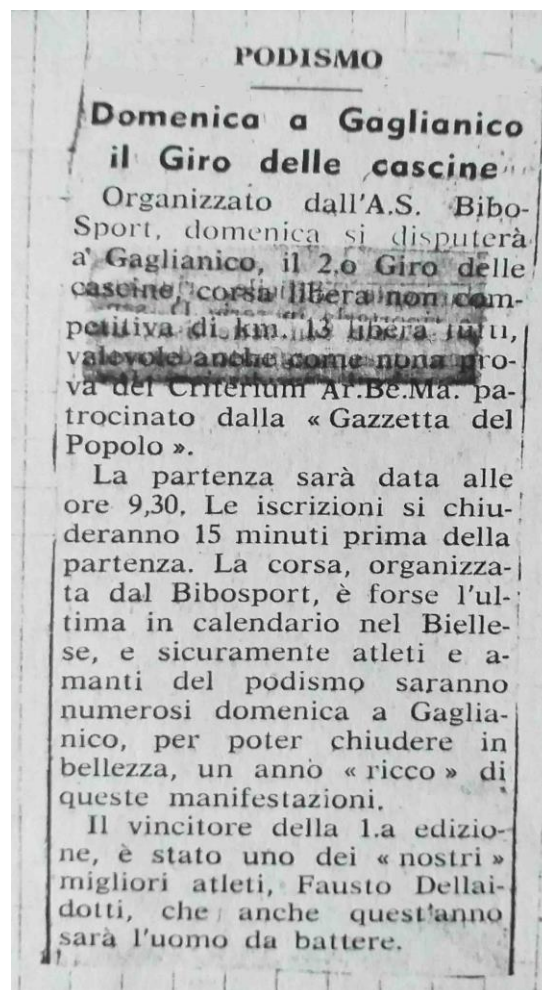 PODISMO
Domenica a Gaglianico
il Giro delle cascine
Organizzato dall'A.S. Bibo-
Sport, domenica si disputerà
a Gaglianico, il 2.o Giro delle
cascine, corsa libera non com-
petitiva di km. 13 libera tutti,
valevole anche come nona pro-
va del Criterium Ar.Be.Ma. pa-
trocinato dalla « Gazzetta del
Popolo ».
La partenza sarà data alle
ore 9,30. Le iscrizioni si chiu-
deranno 15 minuti prima della
partenza. La corsa, organizza-
ta dal Bibosport, è forse l'ul-
tima in calendario nel Bielle-
se, e sicuramente atleti e a-
manti del podismo saranno
numerosi domenica a Gaglia-
nico, per poter chiudere in
bellezza, un anno « ricco » di
queste manifestazioni.
Il vincitore della 1.a edizio-
ne, è stato uno dei « nostri »
migliori atleti, Fausto Dellai-
dotti, che anche quest'anno
sarà l'uomo da battere.